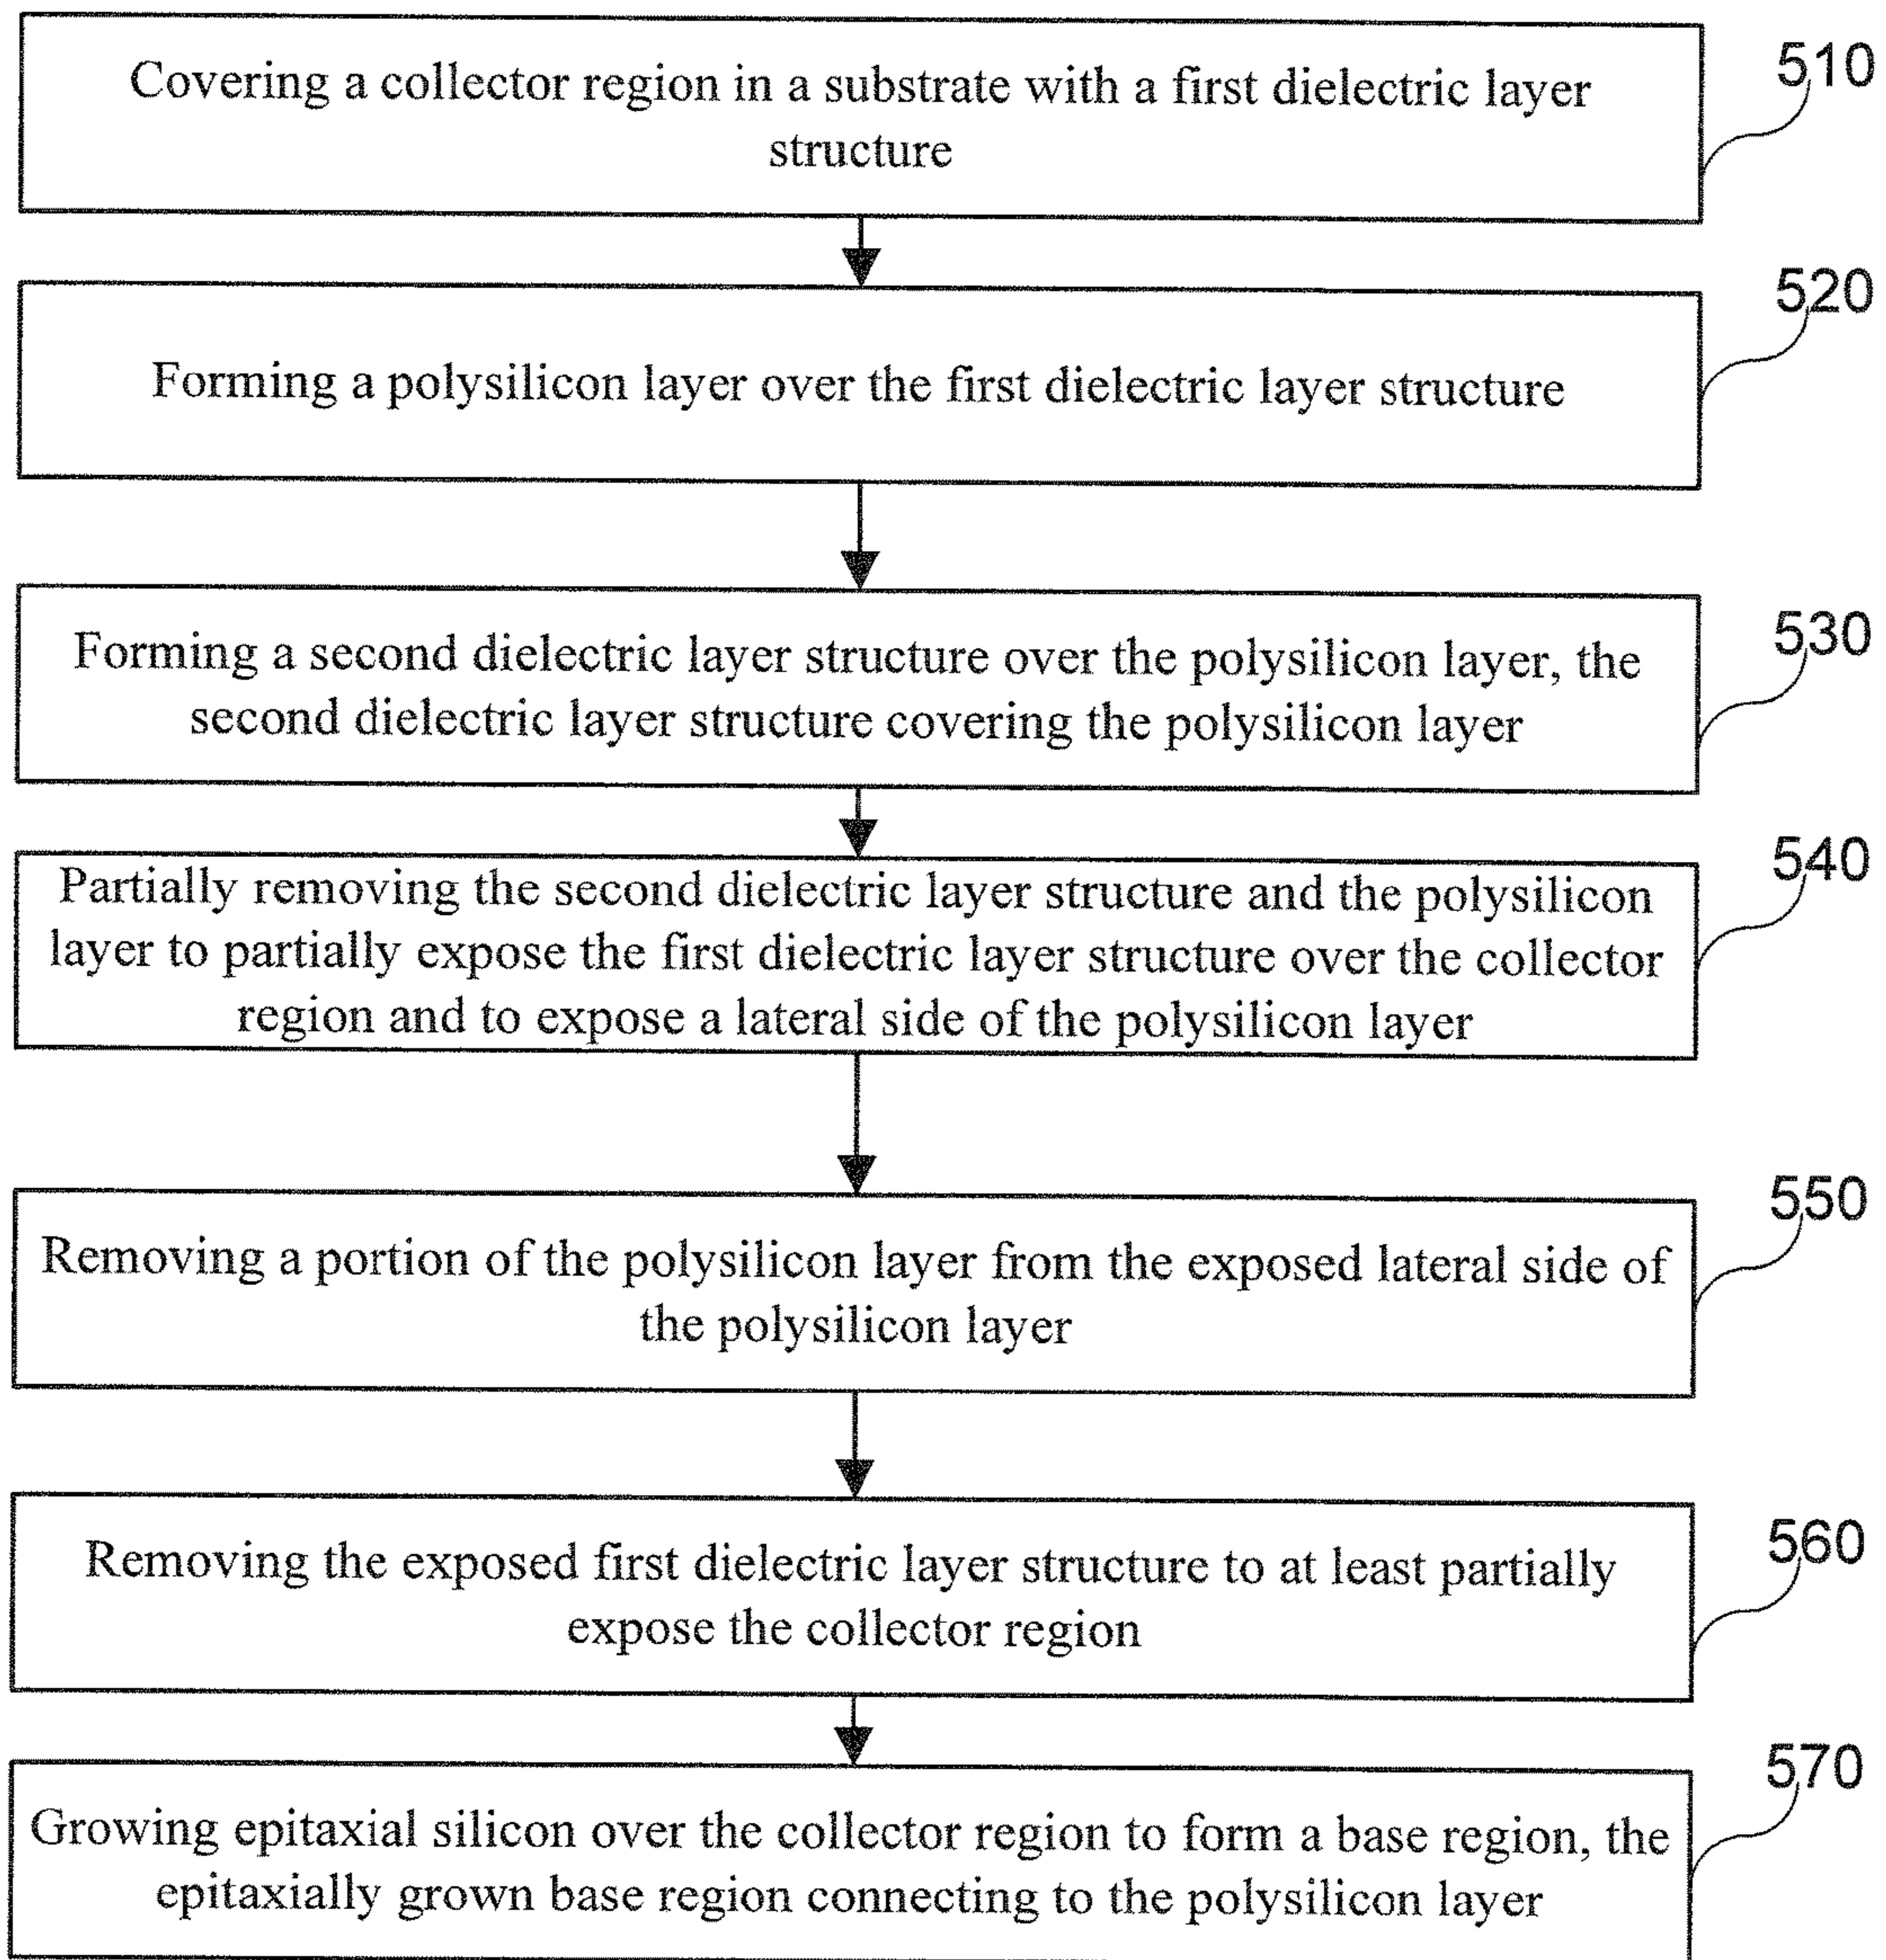 Covering a collector region in a substrate with a first dielectric layer
structure
510
Forming a polysilicon layer over the first dielectric layer structure
520
Forming a second dielectric layer structure over the polysilicon layer, the
second dielectric layer structure covering the polysilicon layer
530
Partially removing the second dielectric layer structure and the polysilicon
layer to partially expose the first dielectric layer structure over the collector
region and to expose a lateral side of the polysilicon layer
540
Removing a portion of the polysilicon layer from the exposed lateral side of
the polysilicon layer
550
Removing the exposed first dielectric layer structure to at least partially
expose the collector region
560
Growing epitaxial silicon over the collector region to form a base region, the
epitaxially grown base region connecting to the polysilicon layer
570